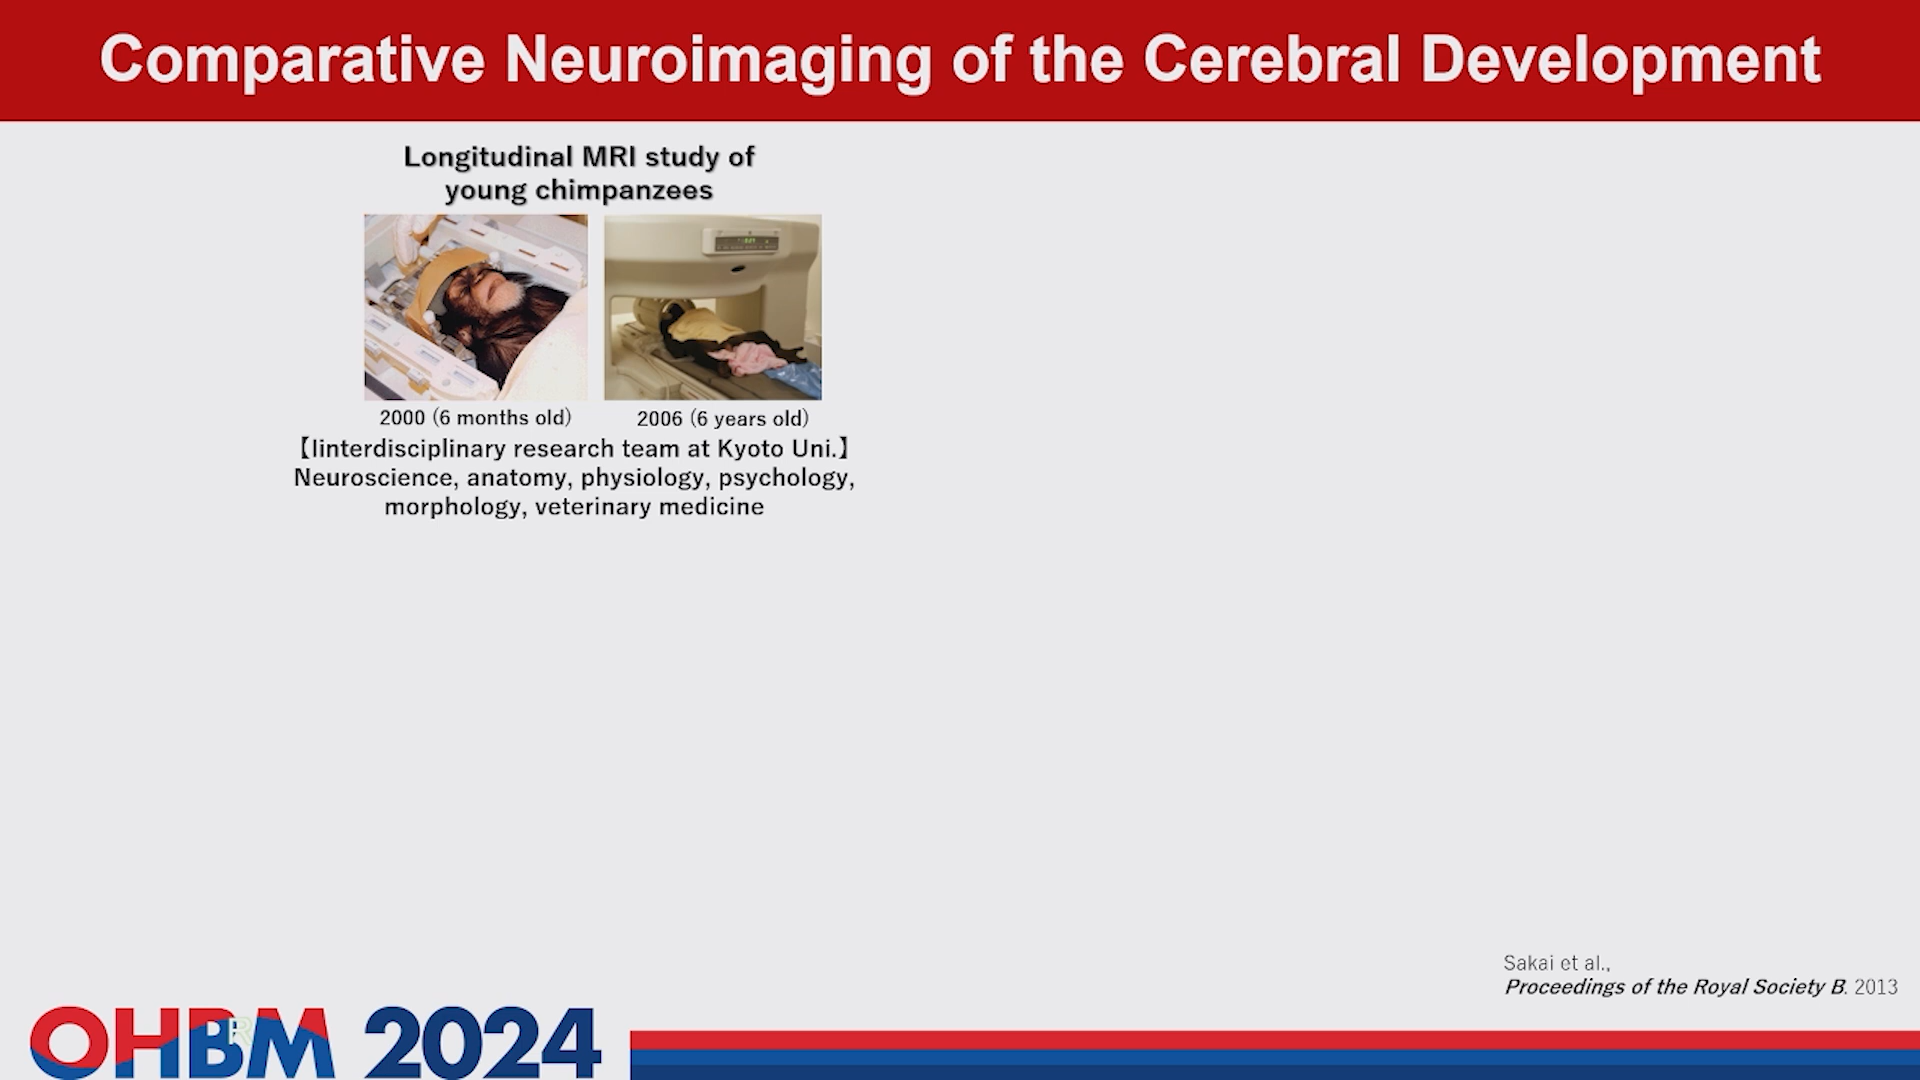 Comparative Neuroimaging of the Cerebral Development
Longitudinal MRI study of
young chimpanzees
2000 (6 months old)
2006 (6 years old)
【Iinterdisciplinary research team at Kyoto Uni.】
Neuroscience, anatomy, physiology, psychology,
morphology, veterinary medicine
Sakai et al.,
Proceedings of the Royal Society B. 2013
OHBM 2024